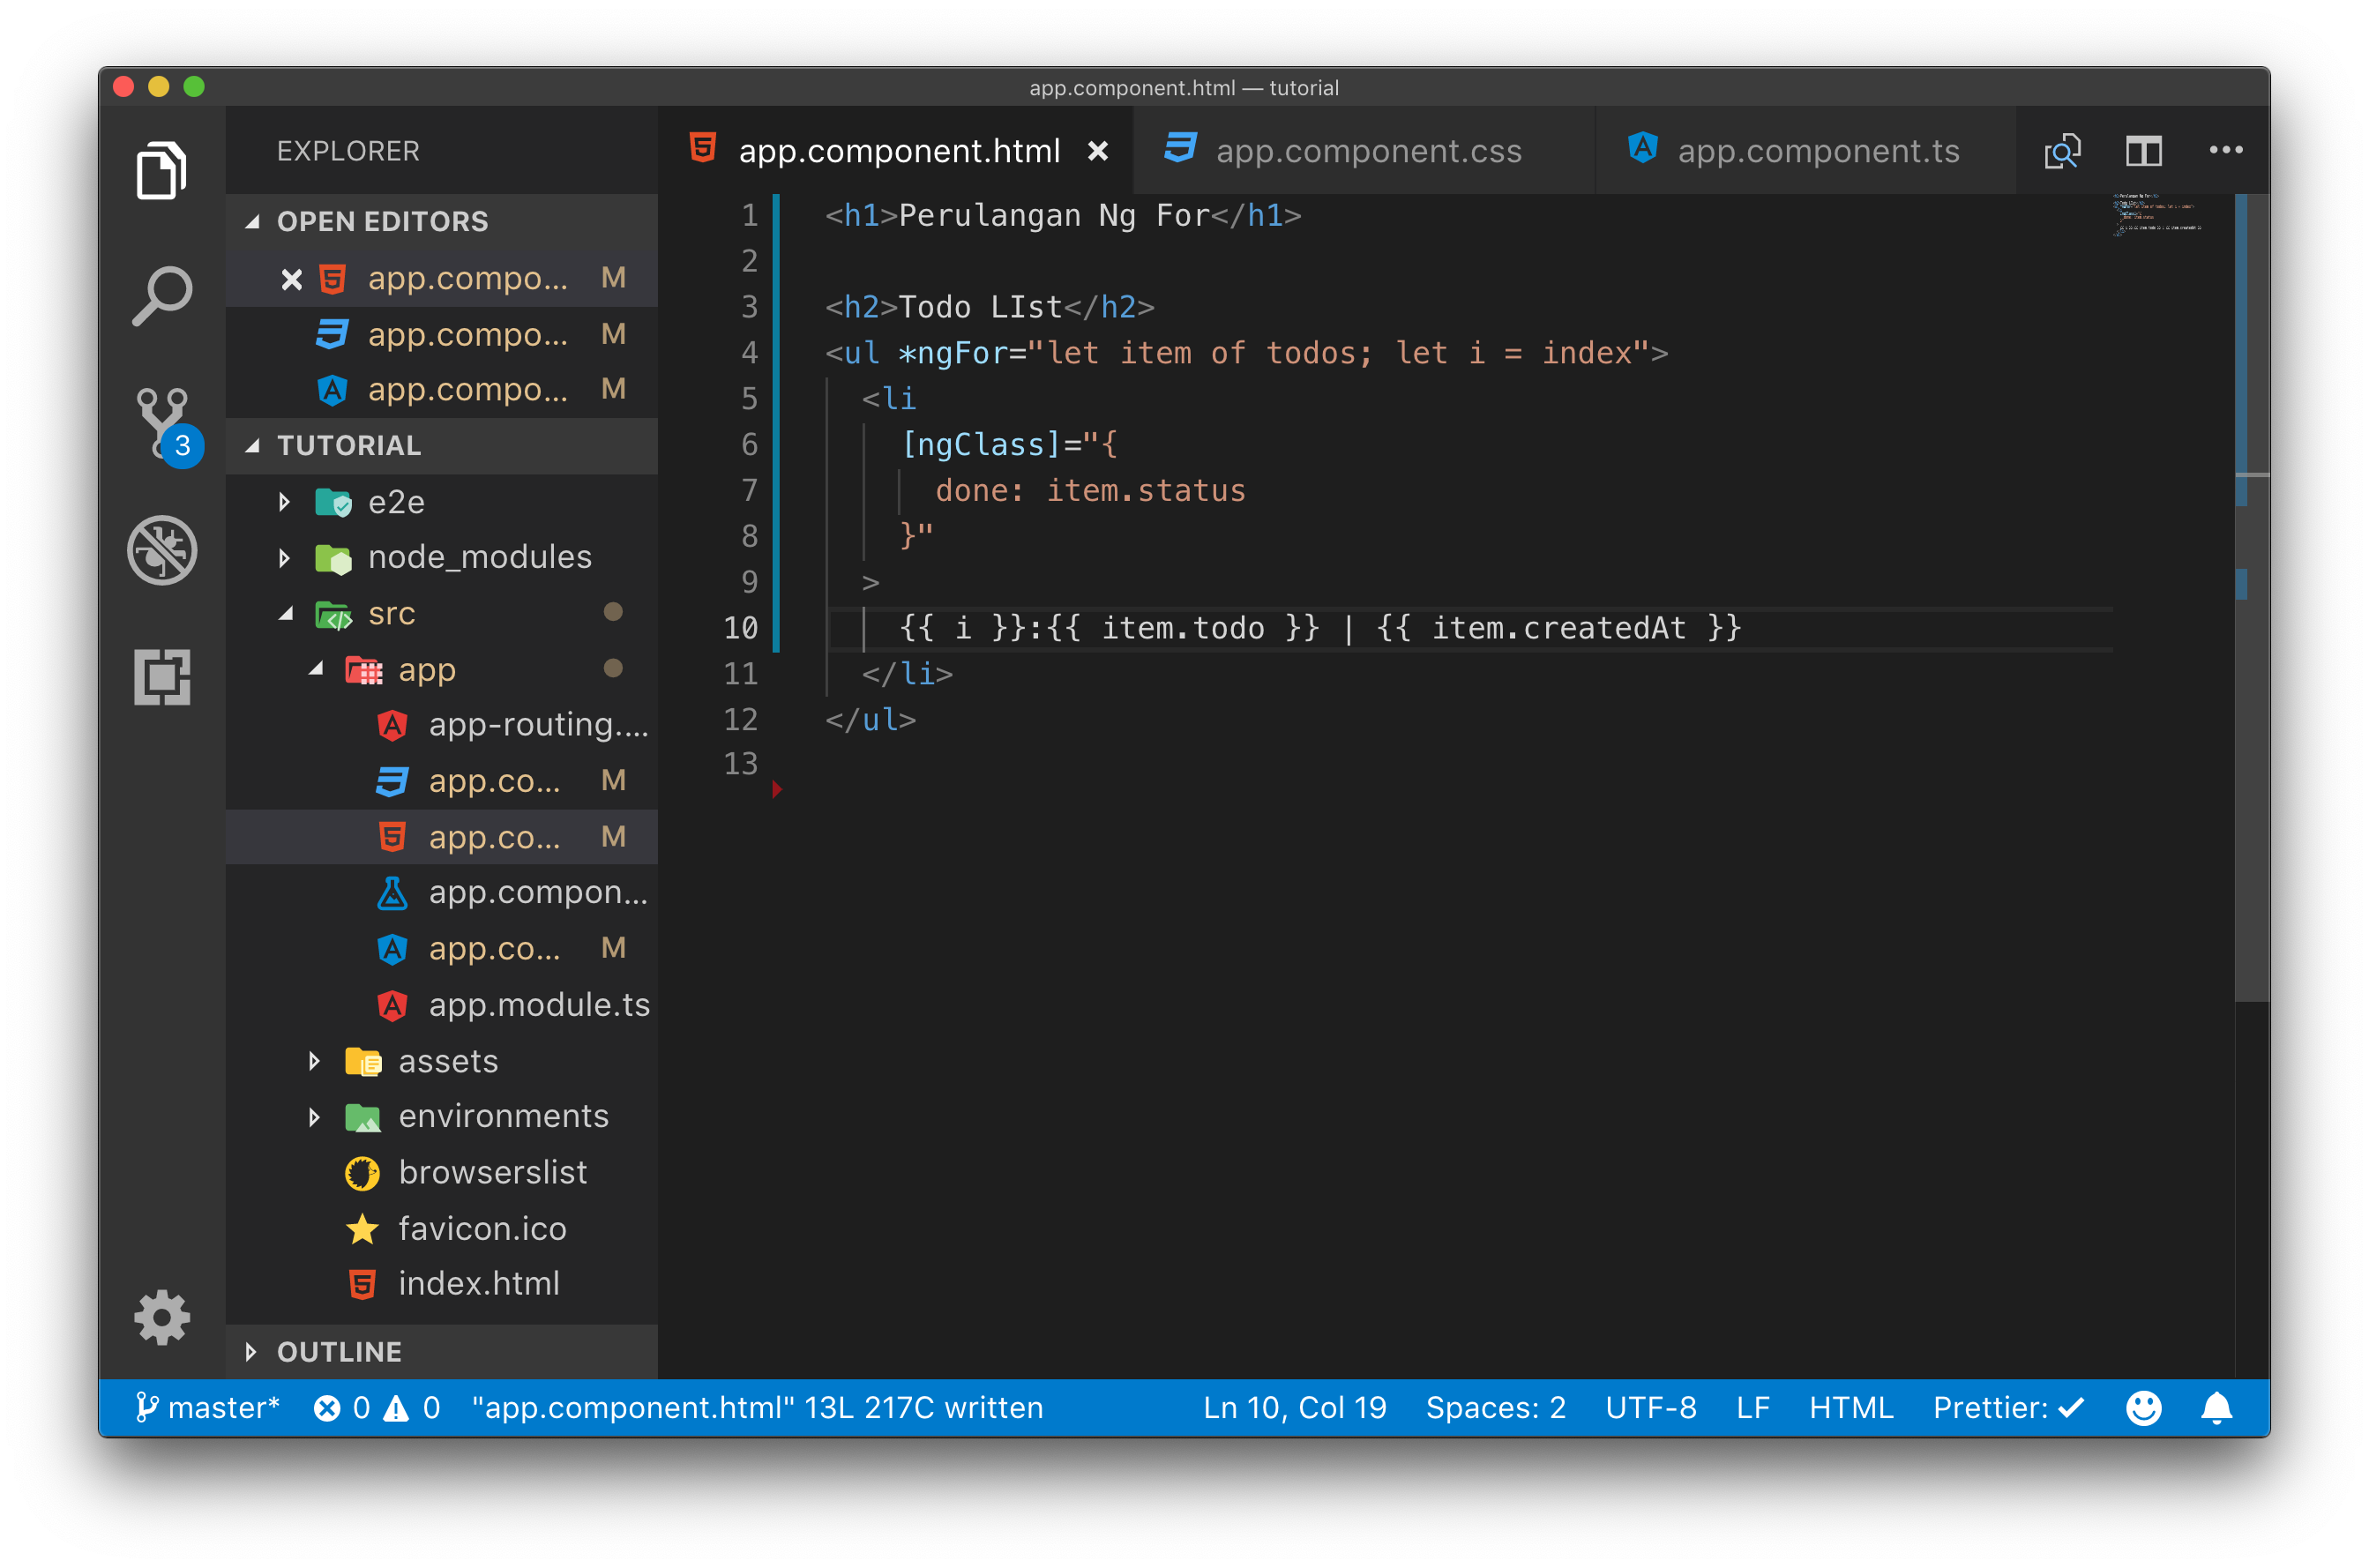 app.component.html — tutorial
EXPLORER
OPEN EDITORS
app.compo... M
app.compo... M
app.compo... M
3
TUTORIAL
e2e
node_modules
src
app
app-routing....
app.co... M
app.co... M
app.compon...
app.co... M
app.module.ts
assets
environments
browserslist
favicon.ico
index.html
OUTLINE
app.component.html
app.component.css
app.component.ts
1 <h1>Perulangan Ng For</h1>
2
3 <h2>Todo LIst</h2>
4 <ul *ngFor="let item of todos; let i = index">
5 <li
6 [ngClass]="{
7 done: item.status
8 }"
9 >
10 {{ i }}:{{ item.todo }} | {{ item.createdAt }}
11 </li>
12 </ul>
13
master* 0 0 "app.component.html" 13L 217C written Ln 10, Col 19 Spaces: 2 UTF-8 LF HTML Prettier: ✓